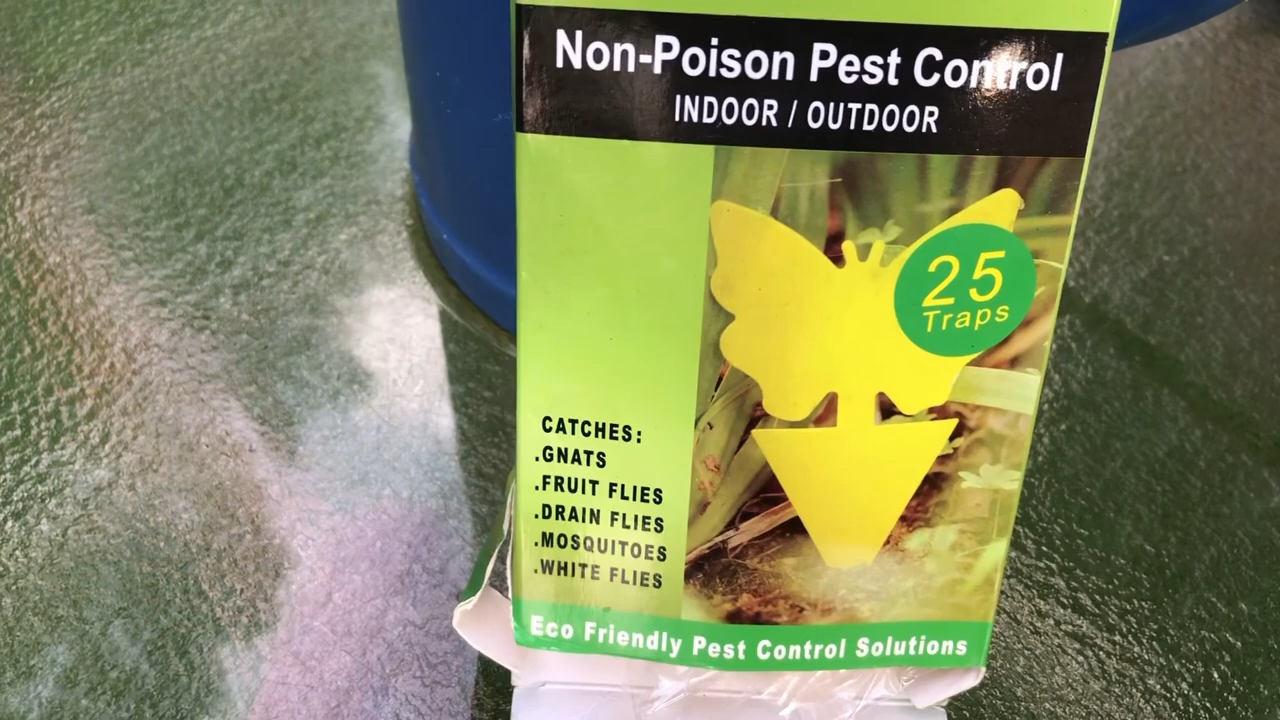 Non-Poison Pest Control
INDOOR / OUTDOOR
25
Traps
CATCHES:
.GNATS
.FRUIT FLIES
.DRAIN FLIES
.MOSQUITOES
.WHITE FLIES
Eco Friendly Pest Control Solutions